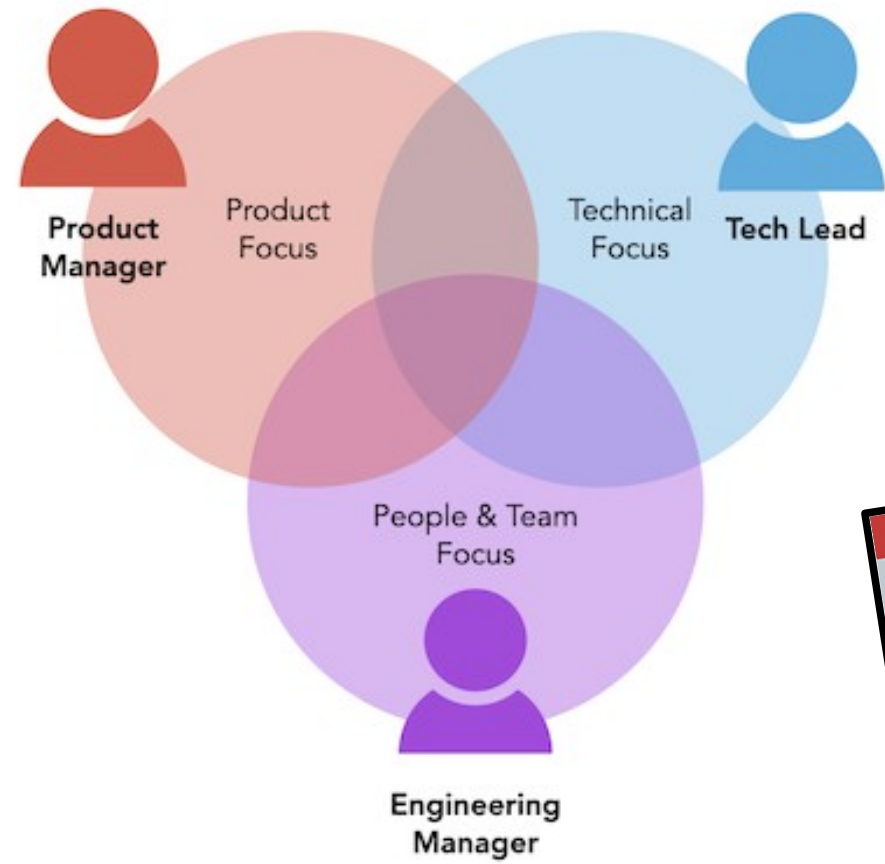 Product
Focus
Technical
Focus
Product
Manager
Tech Lead
People & Team
Focus
Engineering
Manager